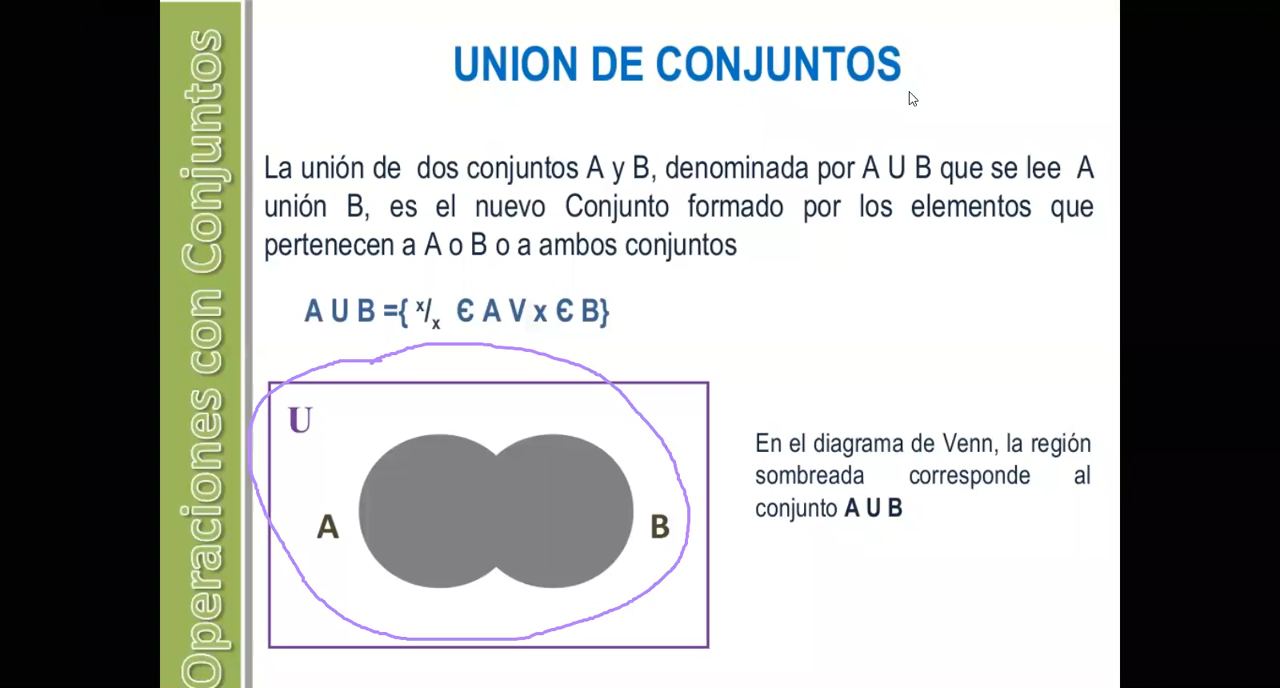 Operaciones con Conjuntos
UNION DE CONJUNTOS
La unión de dos conjuntos A y B, denominada por A U B que se lee A
unión B, es el nuevo Conjunto formado por los elementos que
pertenecen a A o B o a ambos conjuntos
A U B ={ x/x Є A V x Є B}
U
A
B
En el diagrama de Venn, la región
sombreada corresponde al
conjunto A U B